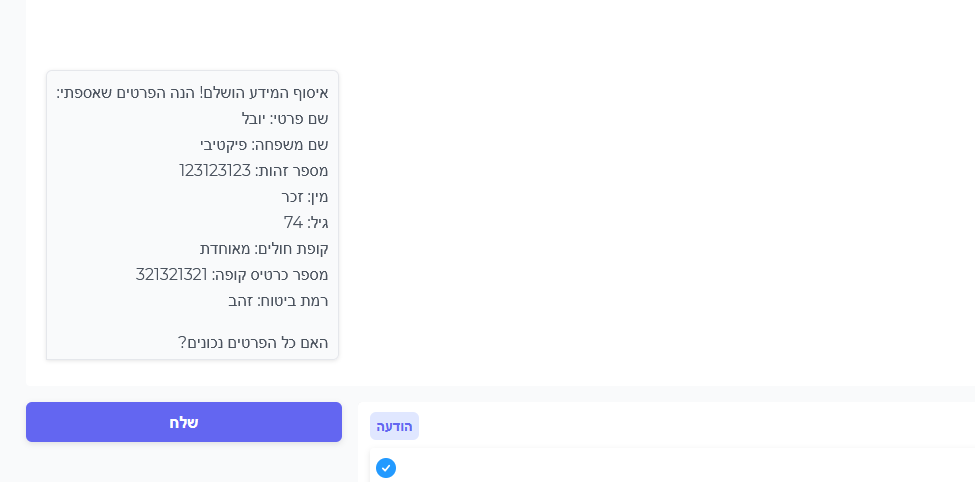 איסוף המידע הושלם! הנה הפרטים שאספתי:
שם פרטי: יובל
שם משפחה: פיקטיבי
מספר זהות: 123123123
מין: זכר
גיל: 74
קופת חולים: מאוחדת
מספר כרטיס קופה: 321321321
רמת ביטוח: זהב
האם כל הפרטים נכונים?
הודעה
שלח